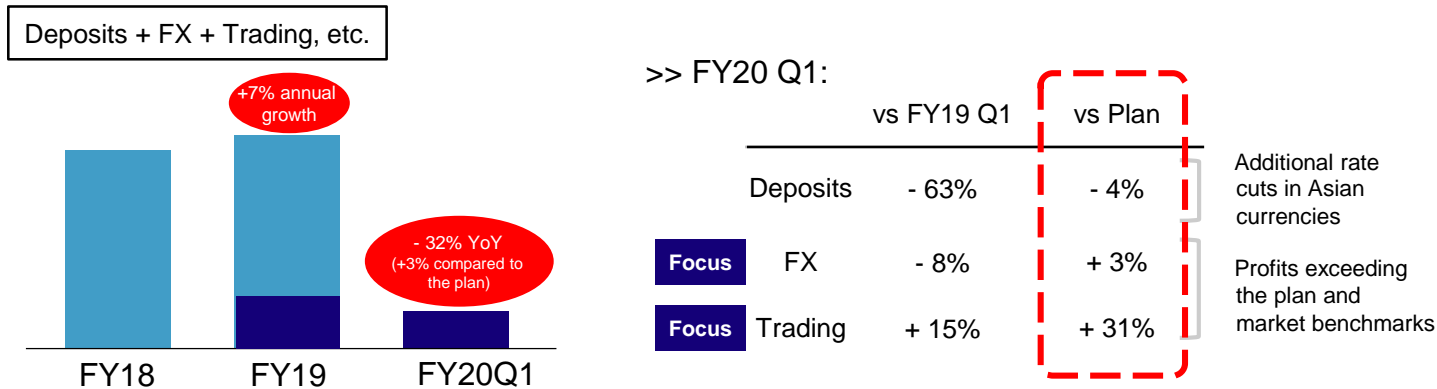 Deposits + FX + Trading, etc.
+7% annual
growth
- 32% YoY
(+3% compared to
the plan)
FY18
FY19
FY20Q1
>> FY20 Q1:
vs FY19 Q1
vs Plan
Deposits
- 63%
- 4%
Additional rate
cuts in Asian
currencies
Focus
FX
- 8%
+ 3%
Focus
Trading
+ 15%
+ 31%
Profits exceeding
the plan and
market benchmarks